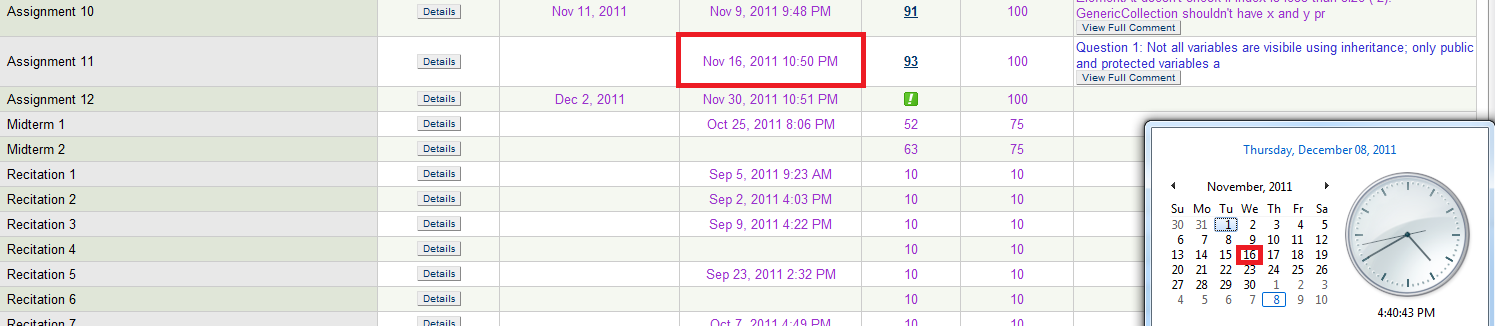 Assignment 10 Details Nov 11, 2011 Nov 9, 2011 9:48 PM 91 100
GenericCollection shouldn't have x and y pr
View Full Comment
Assignment 11 Details Nov 16, 2011 10:50 PM 93 100 Question 1: Not all variables are visibile using inheritance; only public
and protected variables a
View Full Comment
Assignment 12 Details Dec 2, 2011 Nov 30, 2011 10:51 PM ! 100
Midterm 1 Details Oct 25, 2011 8:06 PM 52 75
Midterm 2 Details 63 75
Recitation 1 Details Sep 5, 2011 9:23 AM 10 10
Recitation 2 Details Sep 2, 2011 4:03 PM 10 10
Recitation 3 Details Sep 9, 2011 4:22 PM 10 10
Recitation 4 Details 10 10
Recitation 5 Details Sep 23, 2011 2:32 PM 10 10
Recitation 6 Details 10 10
Recitation 7 Details Oct 7, 2011 4:49 PM 10 10
Thursday, December 08, 2011
November, 2011
Su Mo Tu We Th Fr Sa
30 31 1 2 3 4 5
6 7 8 9 10 11 12
13 14 15 16 17 18 19
20 21 22 23 24 25 26
27 28 29 30 1 2 3
4 5 6 7 8 9 10
4:40:43 PM